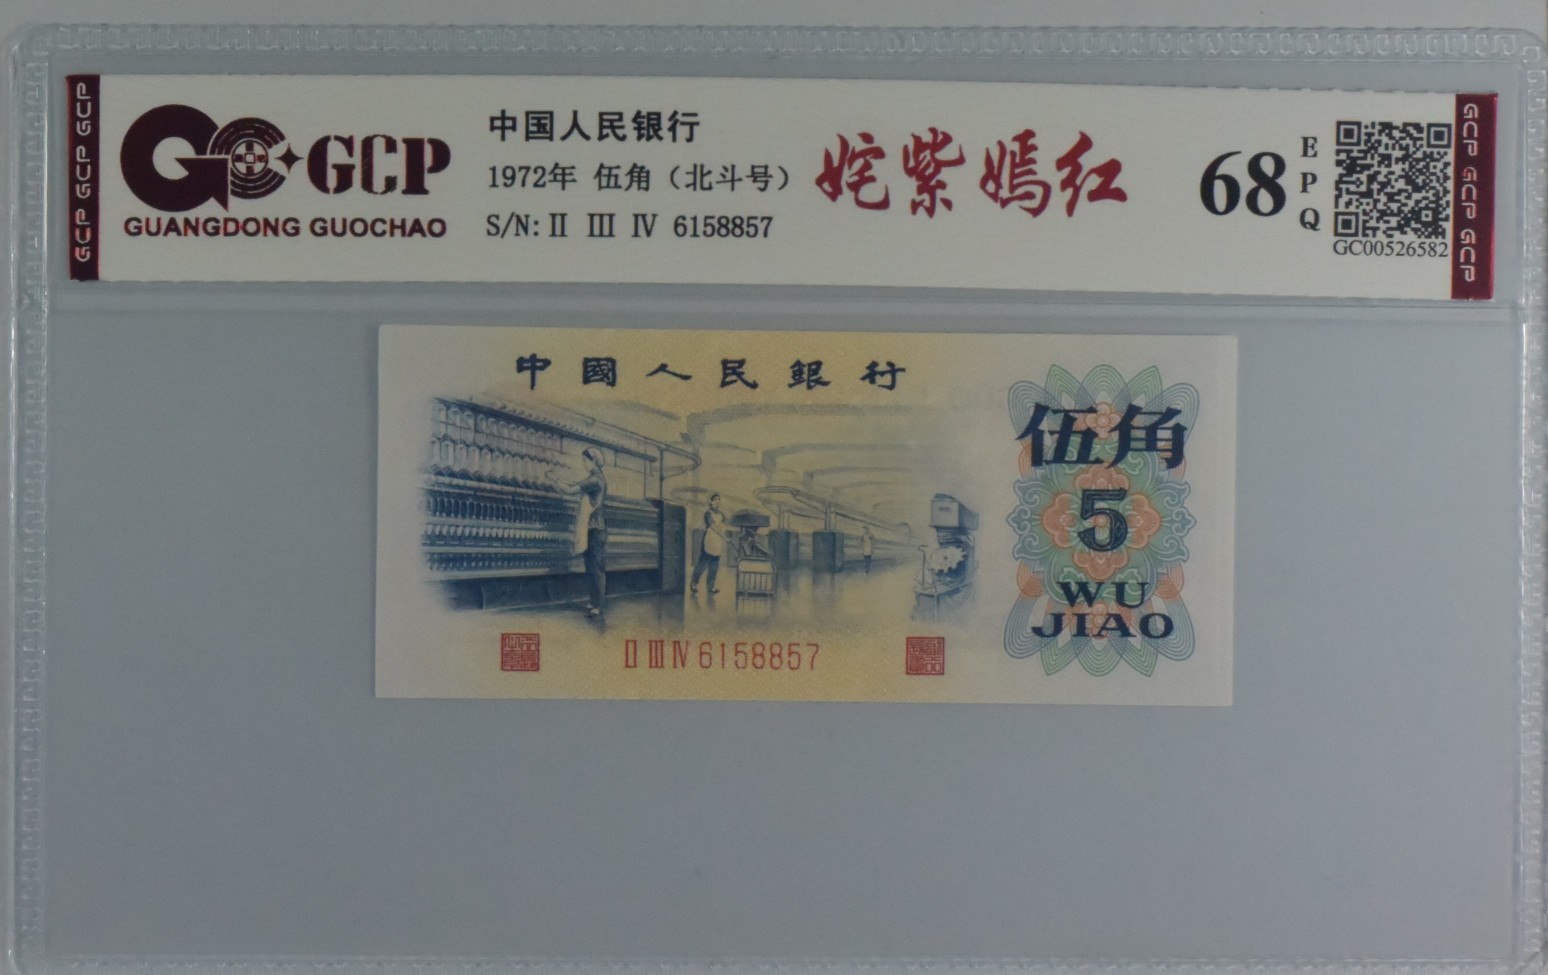 GCP GCP GCP
GCP
GUANGDONG GUOCHAO
中国人民银行
1972年 伍角（北斗号）
S/N: Ⅱ Ⅲ Ⅳ 6158857
姹紫嫣红
68
EPQ
GC00526582
GCP GCP GCP
中國人民銀行
伍角
5
WU
JIAO
Ⅱ Ⅲ Ⅳ 6158857